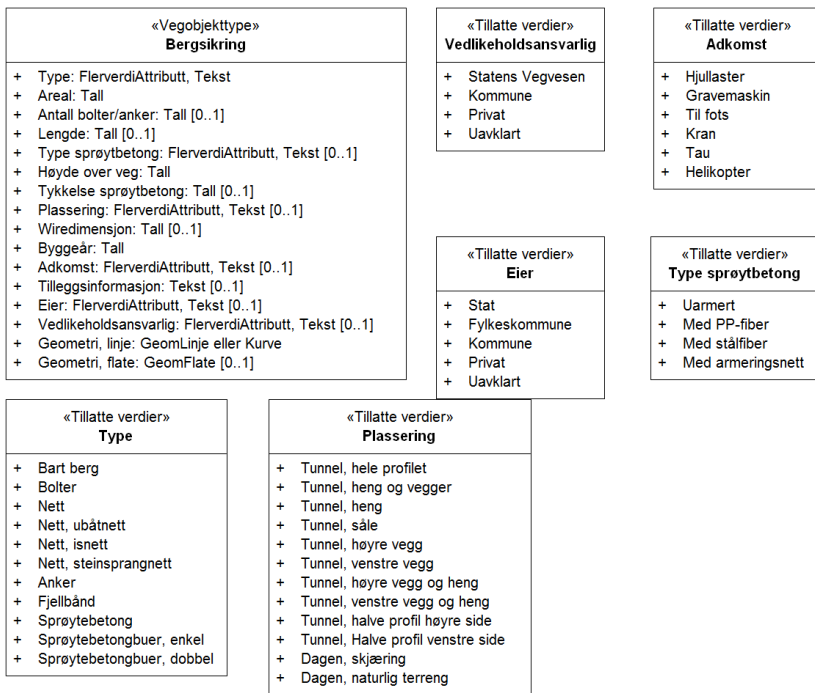 «Vegobjekttype»
Bergsikring
+ Type: FlerverdiAttributt, Tekst
+ Areal: Tall
+ Antall bolter/anker: Tall [0..1]
+ Lengde: Tall [0..1]
+ Type sprøytbetong: FlerverdiAttributt, Tekst [0..1]
+ Høyde over veg: Tall
+ Tykkelse sprøytbetong: Tall [0..1]
+ Plassering: FlerverdiAttributt, Tekst [0..1]
+ Wiredimensjon: Tall [0..1]
+ Byggeår: Tall
+ Adkomst: FlerverdiAttributt, Tekst [0..1]
+ Tilleggsinformasjon: Tekst [0..1]
+ Eier: FlerverdiAttributt, Tekst [0..1]
+ Vedlikeholdsansvarlig: FlerverdiAttributt, Tekst [0..1]
+ Geometri, linje: GeomLinje eller Kurve
+ Geometri, flate: GeomFlate [0..1]
«Tillatte verdier»
Vedlikeholdsansvarlig
+ Statens Vegvesen
+ Kommune
+ Privat
+ Uavklart
«Tillatte verdier»
Adkomst
+ Hjullaster
+ Gravemaskin
+ Til fots
+ Kran
+ Tau
+ Helikopter
«Tillatte verdier»
Eier
+ Stat
+ Fylkeskommune
+ Kommune
+ Privat
+ Uavklart
«Tillatte verdier»
Type sprøytbetong
+ Uarmert
+ Med PP-fiber
+ Med stålfiber
+ Med armeringsnett
«Tillatte verdier»
Type
+ Bart berg
+ Bolter
+ Nett
+ Nett, ubåtnett
+ Nett, isnett
+ Nett, steinsprangnett
+ Anker
+ Fjellbånd
+ Sprøytebetong
+ Sprøytebetongbuer, enkel
+ Sprøytebetongbuer, dobbel
«Tillatte verdier»
Plassering
+ Tunnel, hele profilet
+ Tunnel, heng og vegger
+ Tunnel, heng
+ Tunnel, såle
+ Tunnel, høyre vegg
+ Tunnel, venstre vegg
+ Tunnel, høyre vegg og heng
+ Tunnel, venstre vegg og heng
+ Tunnel, halve profil høyre side
+ Tunnel, Halve profil venstre side
+ Dagen, skjæring
+ Dagen, naturlig terreng